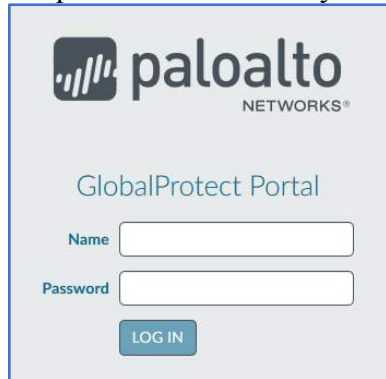 paloalto
NETWORKS®
GlobalProtect Portal
Name
Password
LOG IN